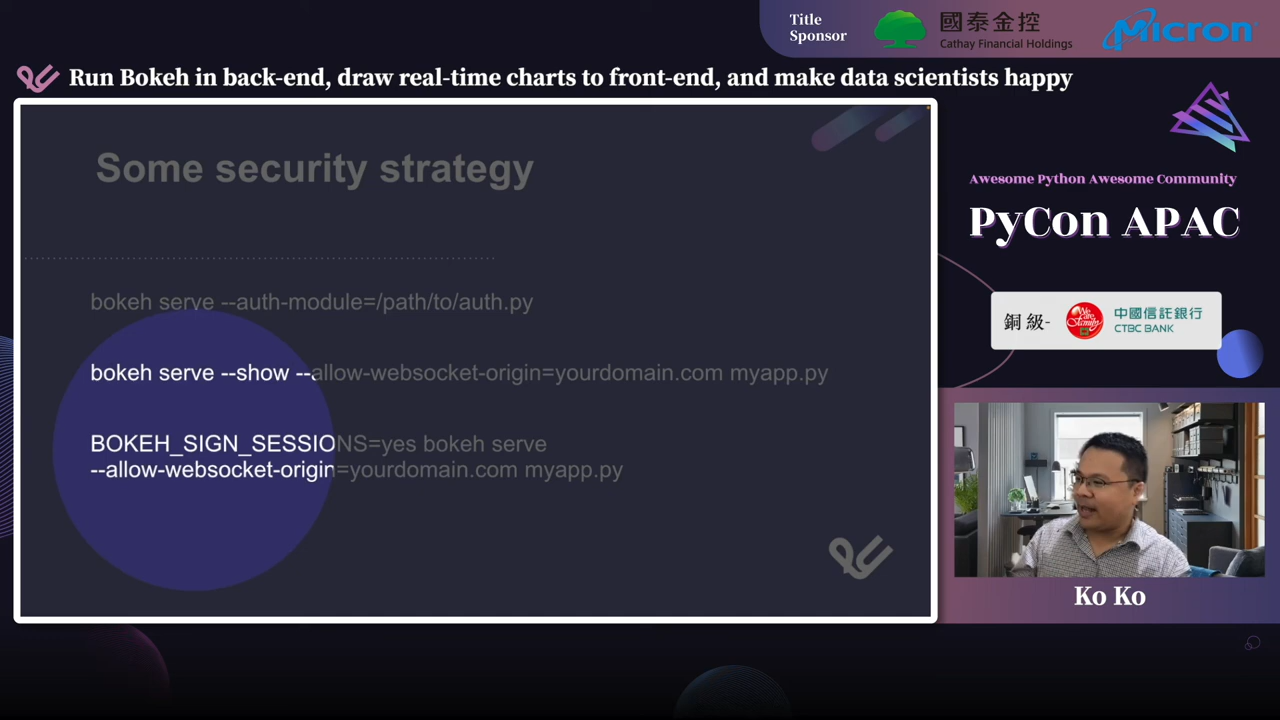 Title
Sponsor
國泰金控
Cathay Financial Holdings
Micron
Run Bokeh in back-end, draw real-time charts to front-end, and make data scientists happy
Some security strategy
bokeh serve --auth-module=/path/to/auth.py
bokeh serve --show --allow-websocket-origin=yourdomain.com myapp.py
BOKEH_SIGN_SESSIONS=yes bokeh serve
--allow-websocket-origin=yourdomain.com myapp.py
Awesome Python Awesome Community
PyCon APAC
銅級-
We are Family
中國信託銀行
CTBC BANK
Ko Ko